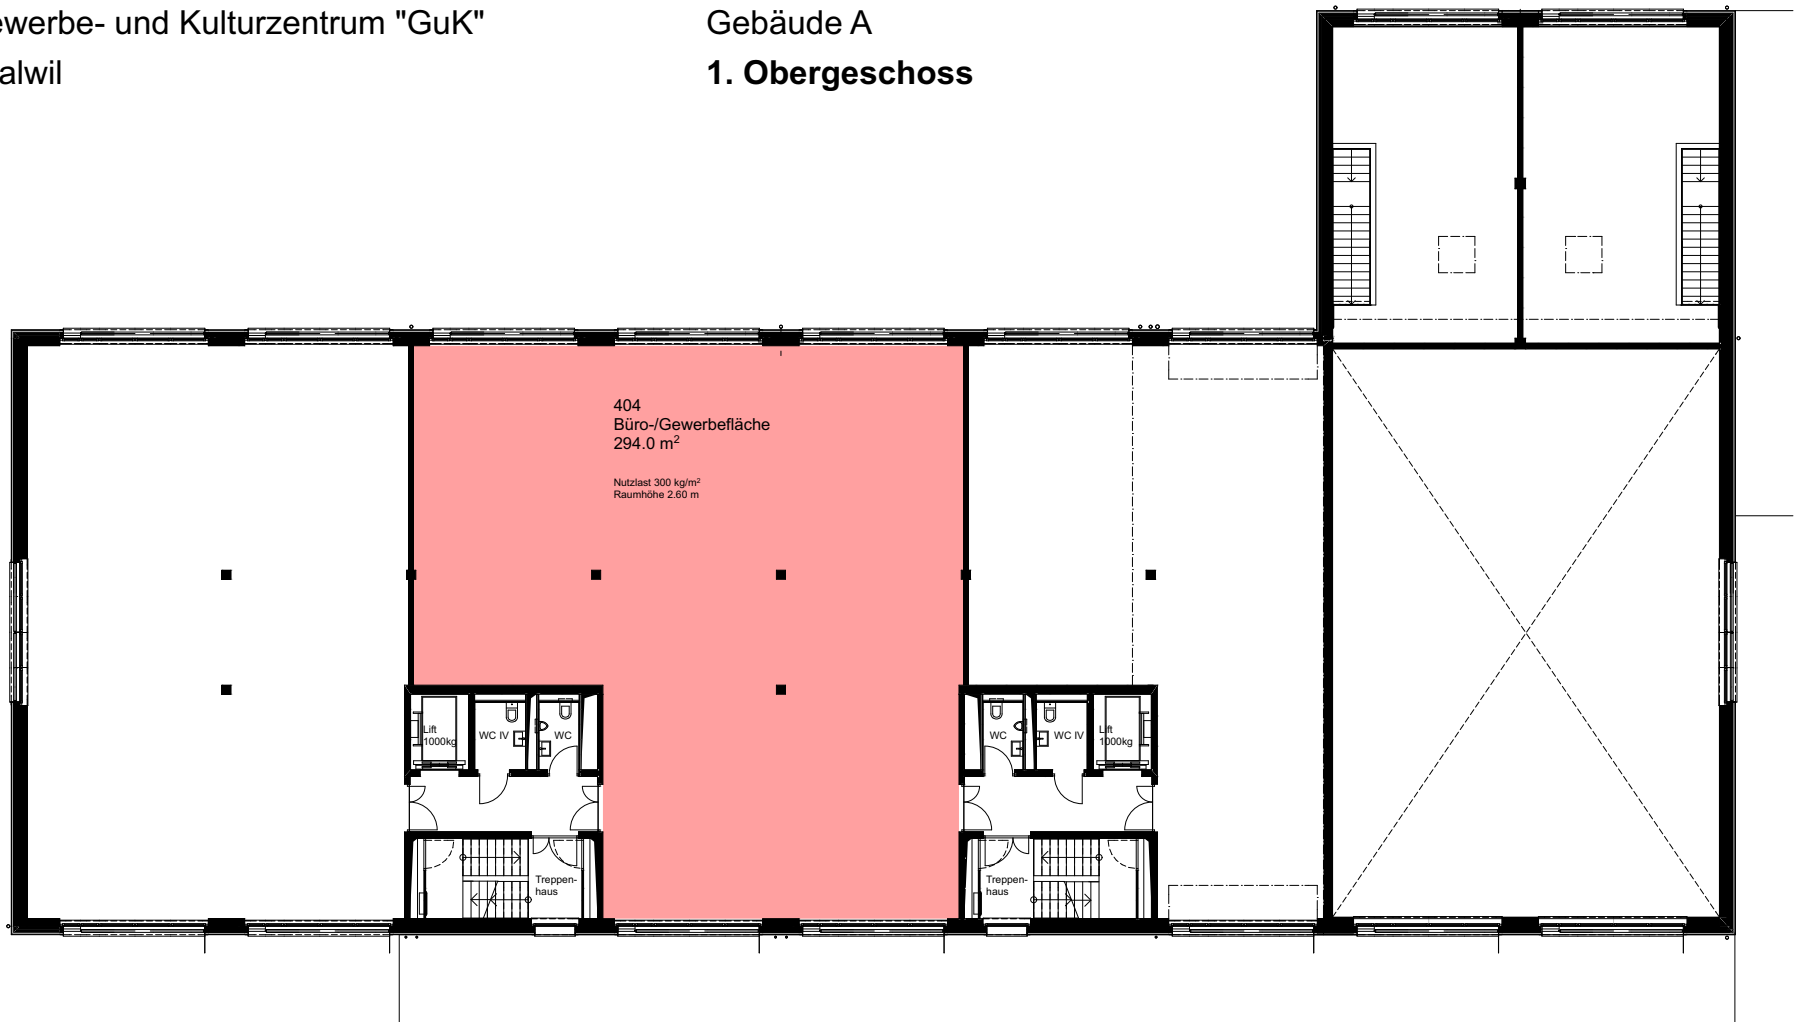 ewerbe- und Kulturzentrum "GuK"
alwil
Gebäude A
1. Obergeschoss
404
Büro-/Gewerbefläche
294.0 m²
Nutzlast 300 kg/m²
Raumhöhe 2.60 m
Lift
1000kg
WC IV
WC
WC
WC IV
Lift
1000kg
Treppen-
haus
Treppen-
haus